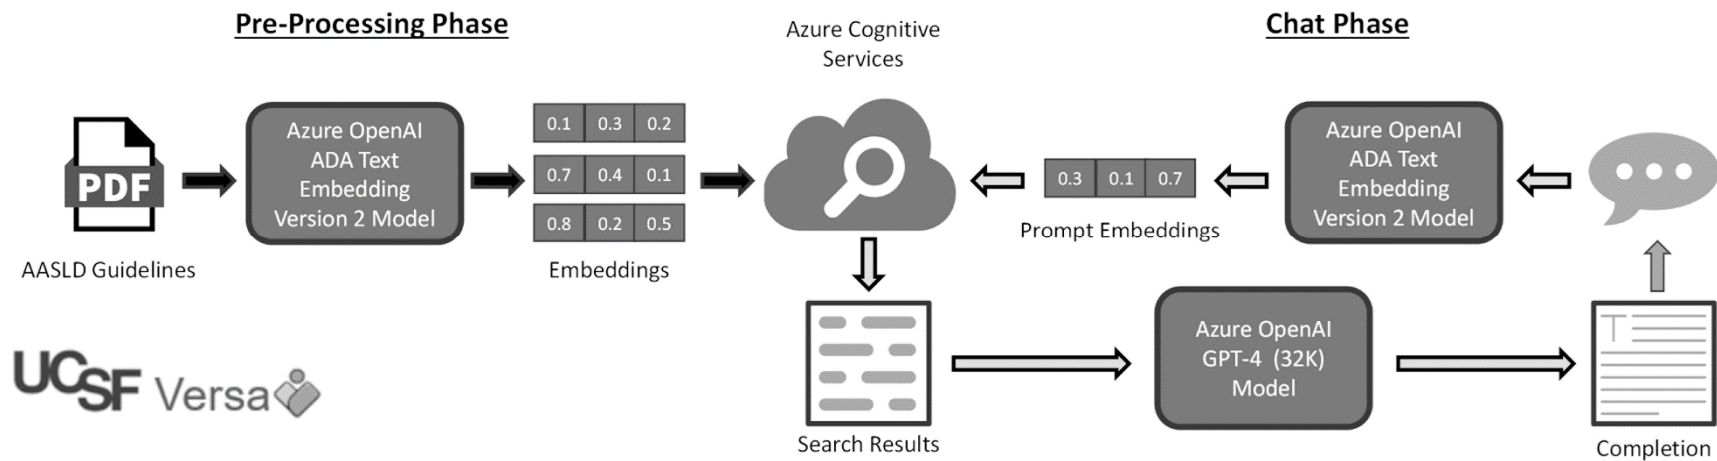 Pre-Processing Phase
Azure Cognitive
Services
Chat Phase
PDF
AASLD Guidelines
Azure OpenAI
ADA Text
Embedding
Version 2 Model
0.1 0.3 0.2
0.7 0.4 0.1
0.8 0.2 0.5
Embeddings
0.3 0.1 0.7
Prompt Embeddings
Azure OpenAI
ADA Text
Embedding
Version 2 Model
UCSF Versa
Search Results
Azure OpenAI
GPT-4 (32K)
Model
T
Completion